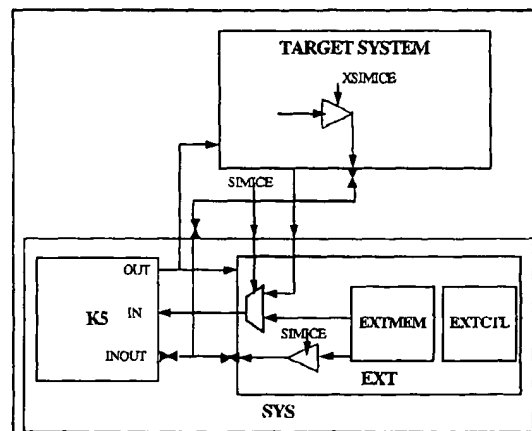 TARGET SYSTEM
XSIMICE
SIMICE
OUT
K5
IN
INOUT
SIMICE
EXTMEM
EXTCTL
EXT
SYS